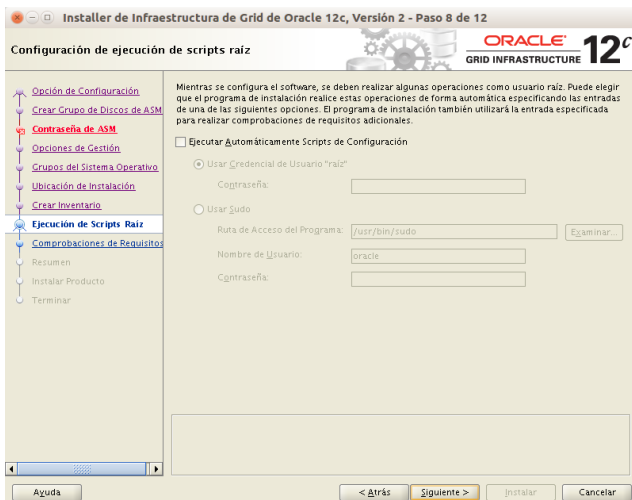 Installer de Infraestructura de Grid de Oracle 12c, Versión 2 - Paso 8 de 12
Configuración de ejecución de scripts raíz
ORACLE
GRID INFRASTRUCTURE
12c
Opción de Configuración
Crear Grupo de Discos de ASM
Contraseña de ASM
Opciones de Gestión
Grupos del Sistema Operativo
Ubicación de Instalación
Crear Inventario
Ejecución de Scripts Raíz
Comprobaciones de Requisitos
Resumen
Instalar Producto
Terminar
Mientras se configura el software, se deben realizar algunas operaciones como usuario raíz. Puede elegir
que el programa de instalación realice estas operaciones de forma automática especificando las entradas
de una de las siguientes opciones. El programa de instalación también utilizará la entrada especificada
para realizar comprobaciones de requisitos adicionales.
Ejecutar Automáticamente Scripts de Configuración
Usar Credencial de Usuario "raíz"
Contraseña:
Usar Sudo
Ruta de Acceso del Programa: /usr/bin/sudo Examinar...
Nombre de Usuario: oracle
Contraseña:
Ayuda
< Atrás Siguiente > Instalar Cancelar